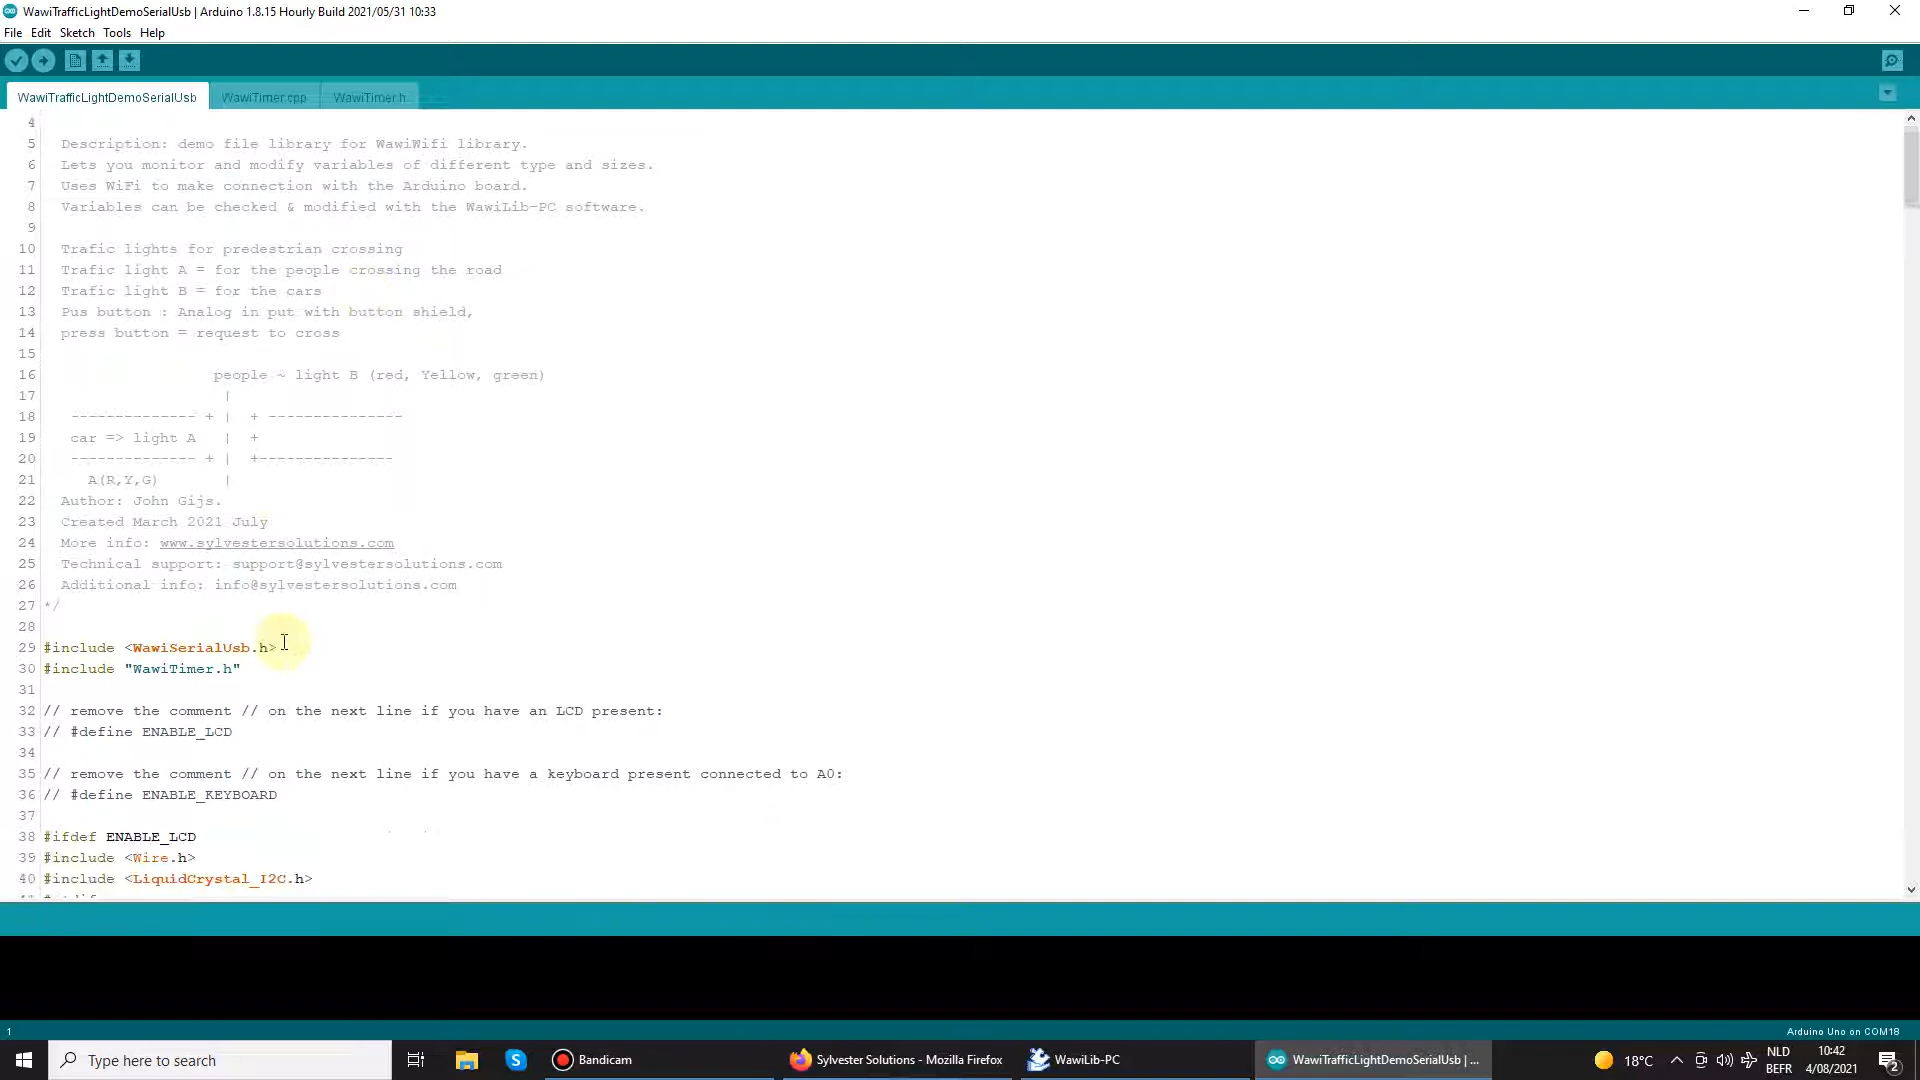 WawiTrafficLightDemoSerialUsb | Arduino 1.8.15 Hourly Build 2021/05/31 10:33
File Edit Sketch Tools Help
WawiTrafficLightDemoSerialUsb WawiTimer.cpp WawiTimer.h
4
5 Description: demo file library for WawiWifi library.
6 Lets you monitor and modify variables of different type and sizes.
7 Uses WiFi to make connection with the Arduino board.
8 Variables can be checked & modified with the WawiLib-PC software.
9
10 Trafic lights for predestrian crossing
11 Trafic light A = for the people crossing the road
12 Trafic light B = for the cars
13 Pus button : Analog in put with button shield,
14 press button = request to cross
15
16 people ~ light B (red, Yellow, green)
17 |
18 -------------- + | + ---------------
19 car => light A | +
20 -------------- + | +---------------
21 A(R,Y,G) |
22 Author: John Gijs.
23 Created March 2021 July
24 More info: www.sylvestersolutions.com
25 Technical support: support@sylvestersolutions.com
26 Additional info: info@sylvestersolutions.com
27 */
28
29 #include <WawiSerialUsb.h>
30 #include "WawiTimer.h"
31
32 // remove the comment // on the next line if you have an LCD present:
33 // #define ENABLE_LCD
34
35 // remove the comment // on the next line if you have a keyboard present connected to A0:
36 // #define ENABLE_KEYBOARD
37
38 #ifdef ENABLE_LCD
39 #include <Wire.h>
40 #include <LiquidCrystal_I2C.h>
1 Arduino Uno on COM18
Type here to search Bandicam Sylvester Solutions - Mozilla Firefox WawiLib-PC WawiTrafficLightDemoSerialUsb | ... 18°C NLD 10:42
BEFR 4/08/2021 2